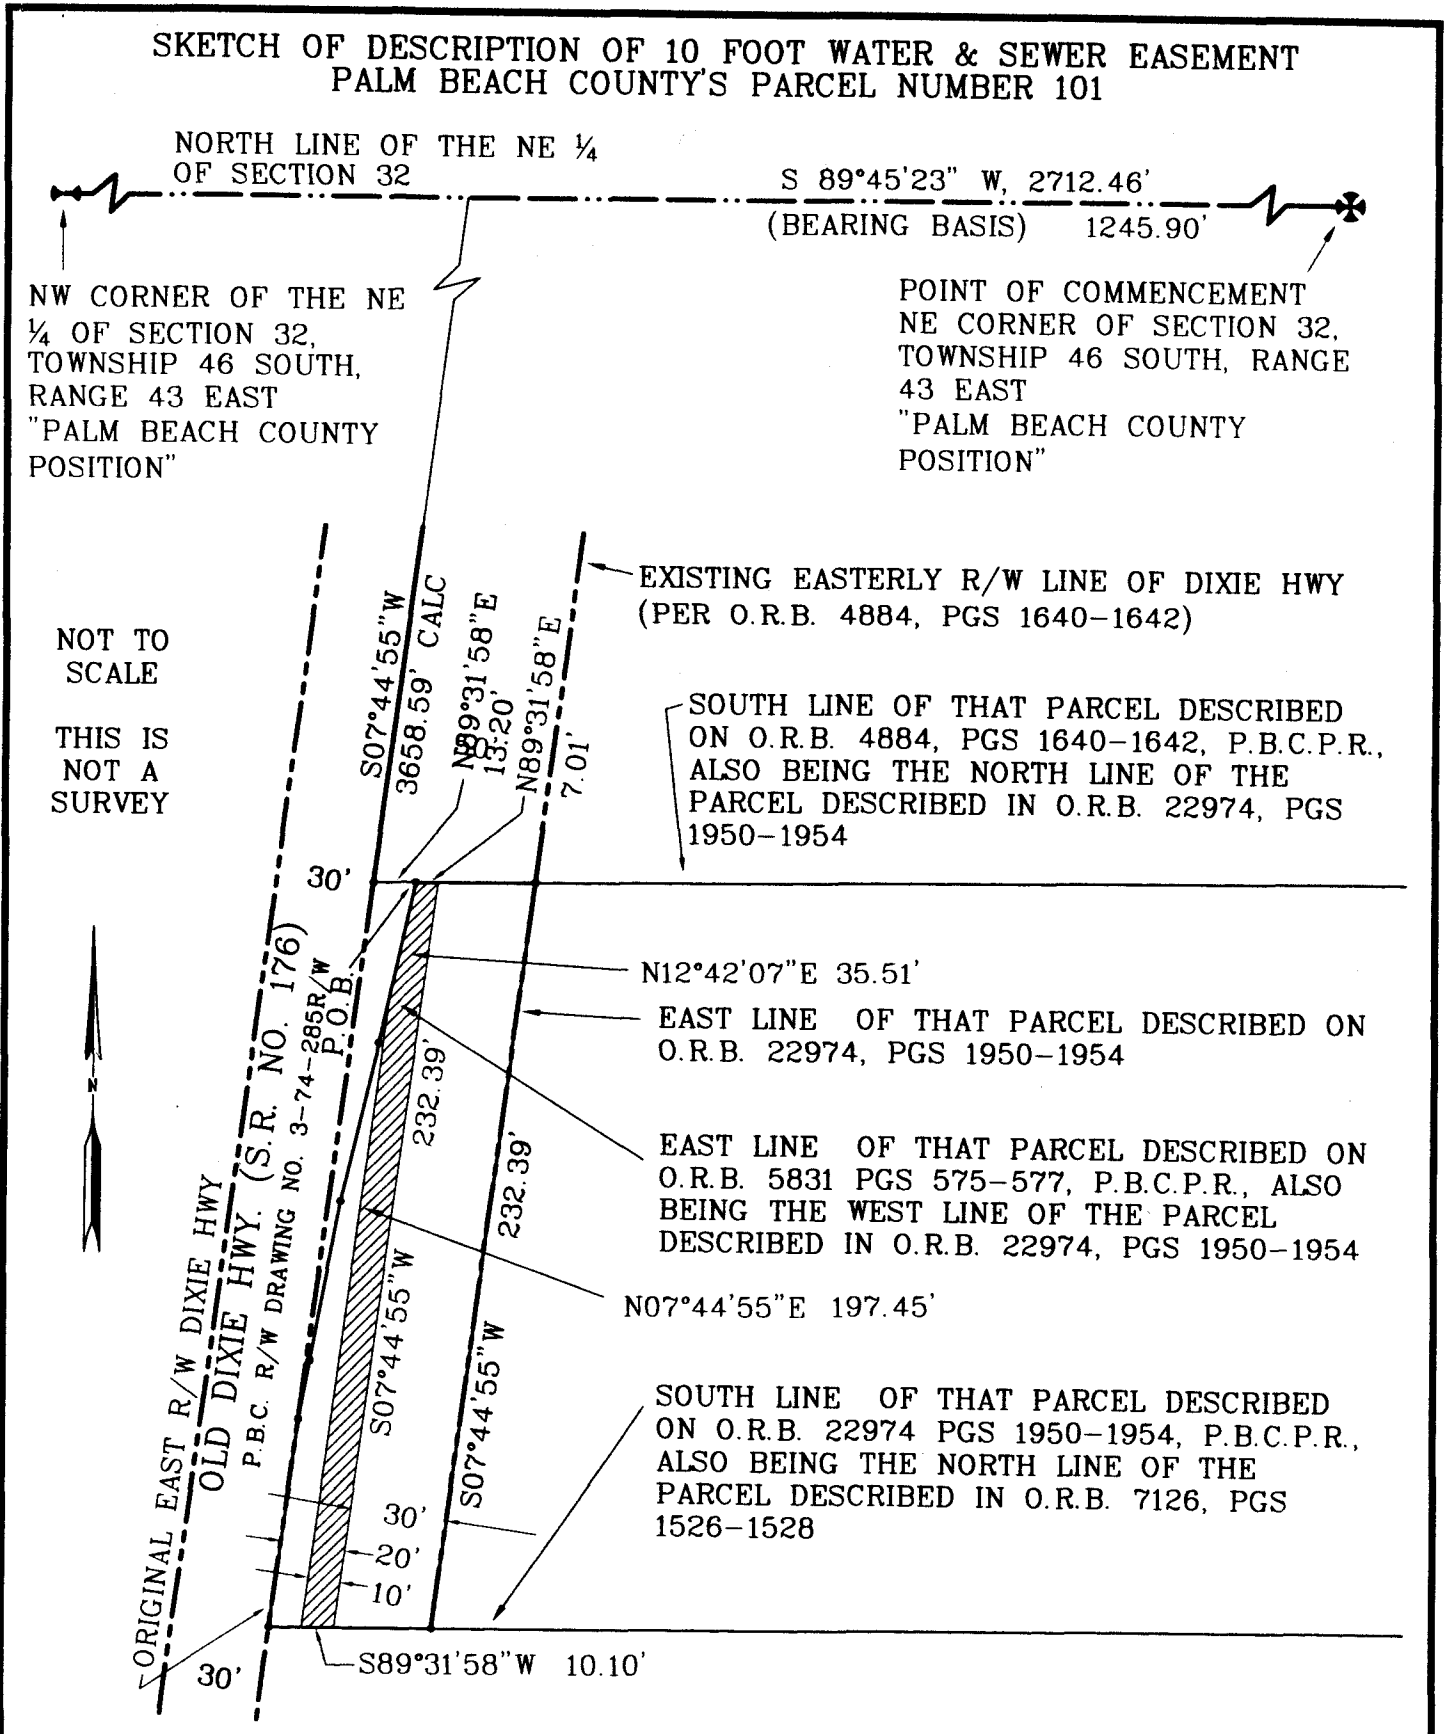 SKETCH OF DESCRIPTION OF 10 FOOT WATER & SEWER EASEMENT
PALM BEACH COUNTY'S PARCEL NUMBER 101
NORTH LINE OF THE NE ¼
OF SECTION 32
S 89°45'23" W, 2712.46'
(BEARING BASIS) 1245.90'
NW CORNER OF THE NE
¼ OF SECTION 32,
TOWNSHIP 46 SOUTH,
RANGE 43 EAST
"PALM BEACH COUNTY
POSITION"
POINT OF COMMENCEMENT
NE CORNER OF SECTION 32,
TOWNSHIP 46 SOUTH, RANGE
43 EAST
"PALM BEACH COUNTY
POSITION"
NOT TO
SCALE
THIS IS
NOT A
SURVEY
S07°44'55"W
3658.59' CALC
N89°31'58"E
13.20'
N89°31'58"E
7.01'
EXISTING EASTERLY R/W LINE OF DIXIE HWY
(PER O.R.B. 4884, PGS 1640-1642)
SOUTH LINE OF THAT PARCEL DESCRIBED
ON O.R.B. 4884, PGS 1640-1642, P.B.C.P.R.,
ALSO BEING THE NORTH LINE OF THE
PARCEL DESCRIBED IN O.R.B. 22974, PGS
1950-1954
30'
N
ORIGINAL EAST R/W DIXIE HWY
OLD DIXIE HWY. (S.R. NO. 176)
P.B.C. R/W DRAWING NO. 3-74-285R/W
P.O.B.
N12°42'07"E 35.51'
EAST LINE OF THAT PARCEL DESCRIBED ON
O.R.B. 22974, PGS 1950-1954
232.39'
S07°44'55"W
232.39'
S07°44'55"W
EAST LINE OF THAT PARCEL DESCRIBED ON
O.R.B. 5831 PGS 575-577, P.B.C.P.R., ALSO
BEING THE WEST LINE OF THE PARCEL
DESCRIBED IN O.R.B. 22974, PGS 1950-1954
N07°44'55"E 197.45'
SOUTH LINE OF THAT PARCEL DESCRIBED
ON O.R.B. 22974 PGS 1950-1954, P.B.C.P.R.,
ALSO BEING THE NORTH LINE OF THE
PARCEL DESCRIBED IN O.R.B. 7126, PGS
1526-1528
30'
20'
10'
S89°31'58"W 10.10'
30'